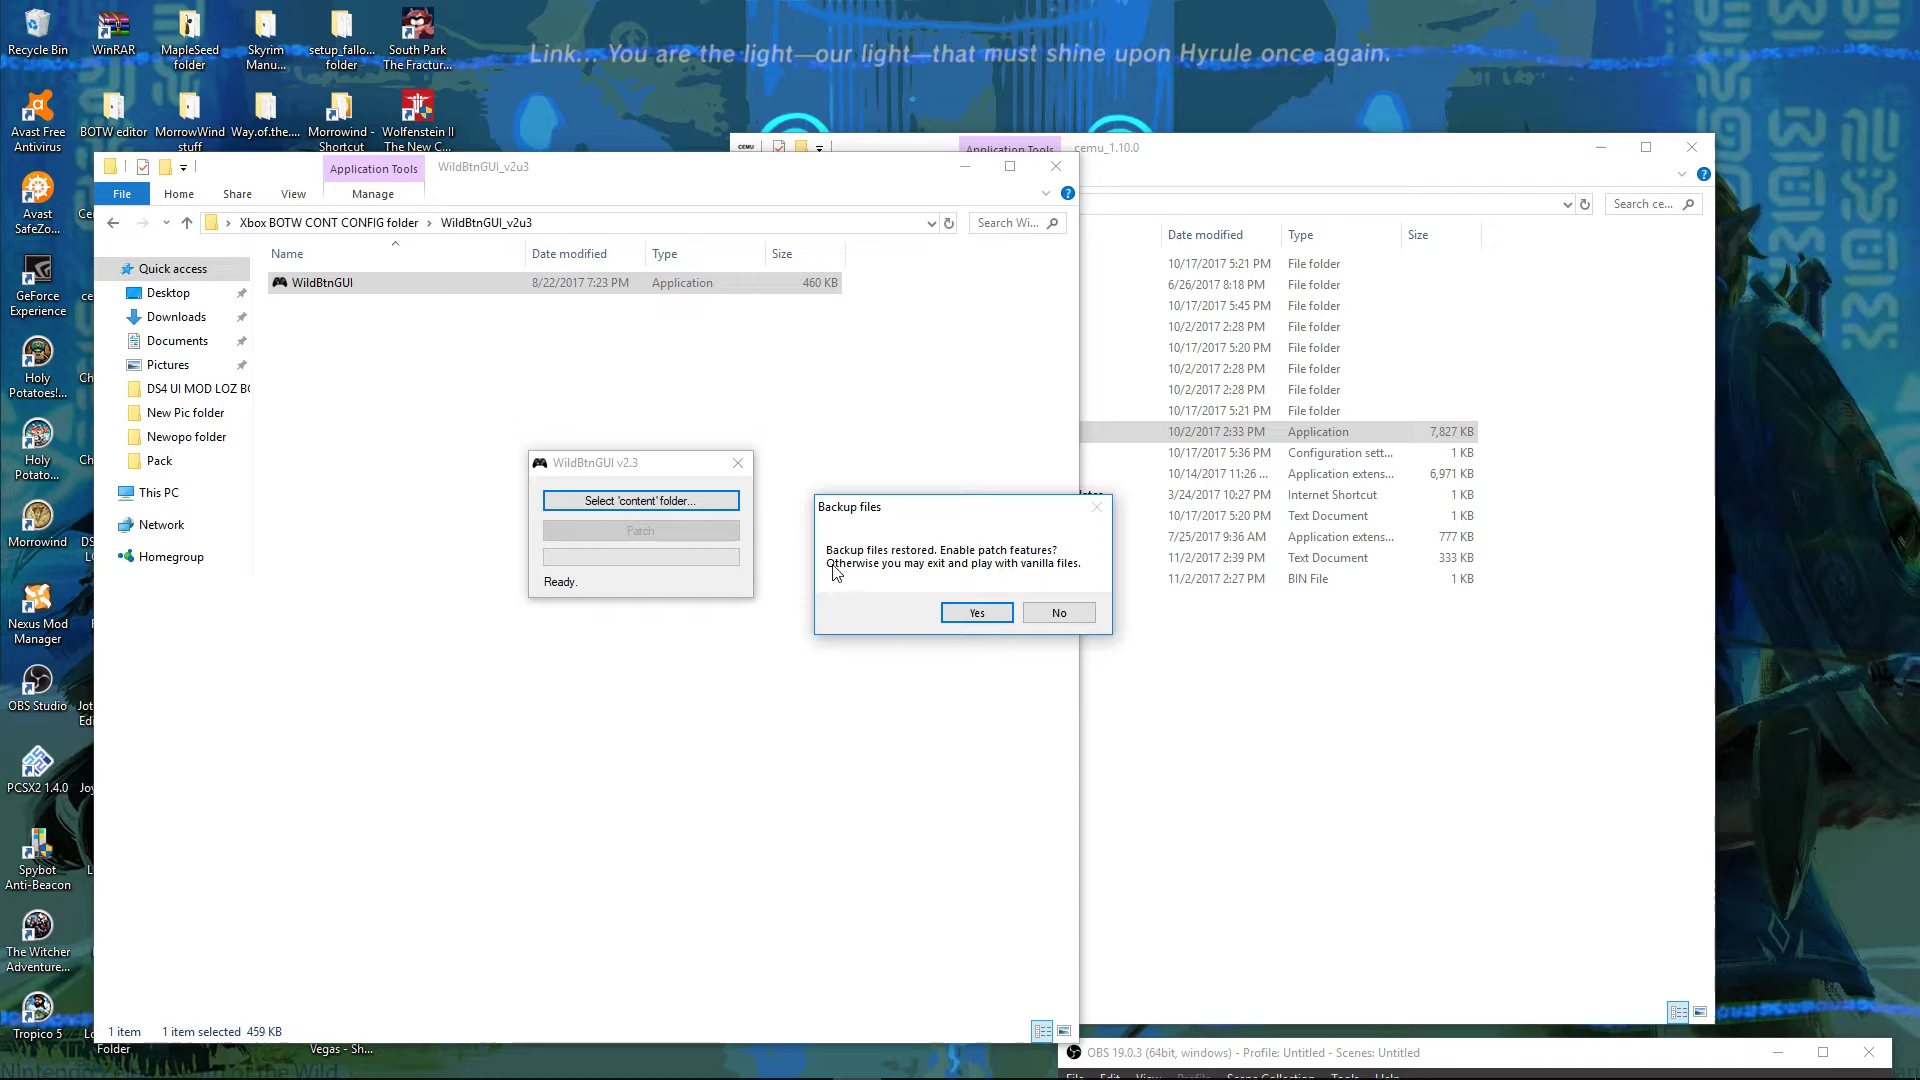 Link... You are the light—our light—that must shine upon Hyrule once again.
Recycle Bin
WinRAR
MapleSeed folder
Skyrim Manu...
setup_fallo... folder
South Park The Fractur...
Avast Free Antivirus
BOTW editor
MorrowWind stuff
Way.of.the....
Morrowind - Shortcut
Wolfenstein II The New C...
Avast SafeZo...
GeForce Experience
Holy Potatoes!...
Holy Potato...
Morrowind
Nexus Mod Manager
OBS Studio
PCSX2 1.4.0
Spybot Anti-Beacon
The Witcher Adventure...
Tropico 5
Folder
Vegas - Sh...
Application Tools
WildBtnGUI_v2u3
File
Home
Share
View
Manage
Xbox BOTW CONT CONFIG folder
WildBtnGUI_v2u3
Search Wi...
Name
Date modified
Type
Size
WildBtnGUI
8/22/2017 7:23 PM
Application
460 KB
Quick access
Desktop
Downloads
Documents
Pictures
DS4 UI MOD LOZ BO
New Pic folder
Newopo folder
Pack
This PC
Network
Homegroup
1 item
1 item selected 459 KB
WildBtnGUI v2.3
Select 'content' folder...
Patch
Ready.
Backup files
Backup files restored. Enable patch features?
Otherwise you may exit and play with vanilla files.
Yes
No
CEMU
Application Tools
cemu_1.10.0
Search ce...
Date modified
Type
Size
10/17/2017 5:21 PM File folder
6/26/2017 8:18 PM File folder
10/17/2017 5:45 PM File folder
10/2/2017 2:28 PM File folder
10/17/2017 5:20 PM File folder
10/2/2017 2:28 PM File folder
10/2/2017 2:28 PM File folder
10/17/2017 5:21 PM File folder
10/2/2017 2:33 PM Application 7,827 KB
10/17/2017 5:36 PM Configuration sett... 1 KB
10/14/2017 11:26 ... Application extens... 6,971 KB
3/24/2017 10:27 PM Internet Shortcut 1 KB
10/17/2017 5:20 PM Text Document 1 KB
7/25/2017 9:36 AM Application extens... 777 KB
11/2/2017 2:39 PM Text Document 333 KB
11/2/2017 2:27 PM BIN File 1 KB
OBS 19.0.3 (64bit, windows) - Profile: Untitled - Scenes: Untitled
File Edit View Profile Scene Collection Tools Help